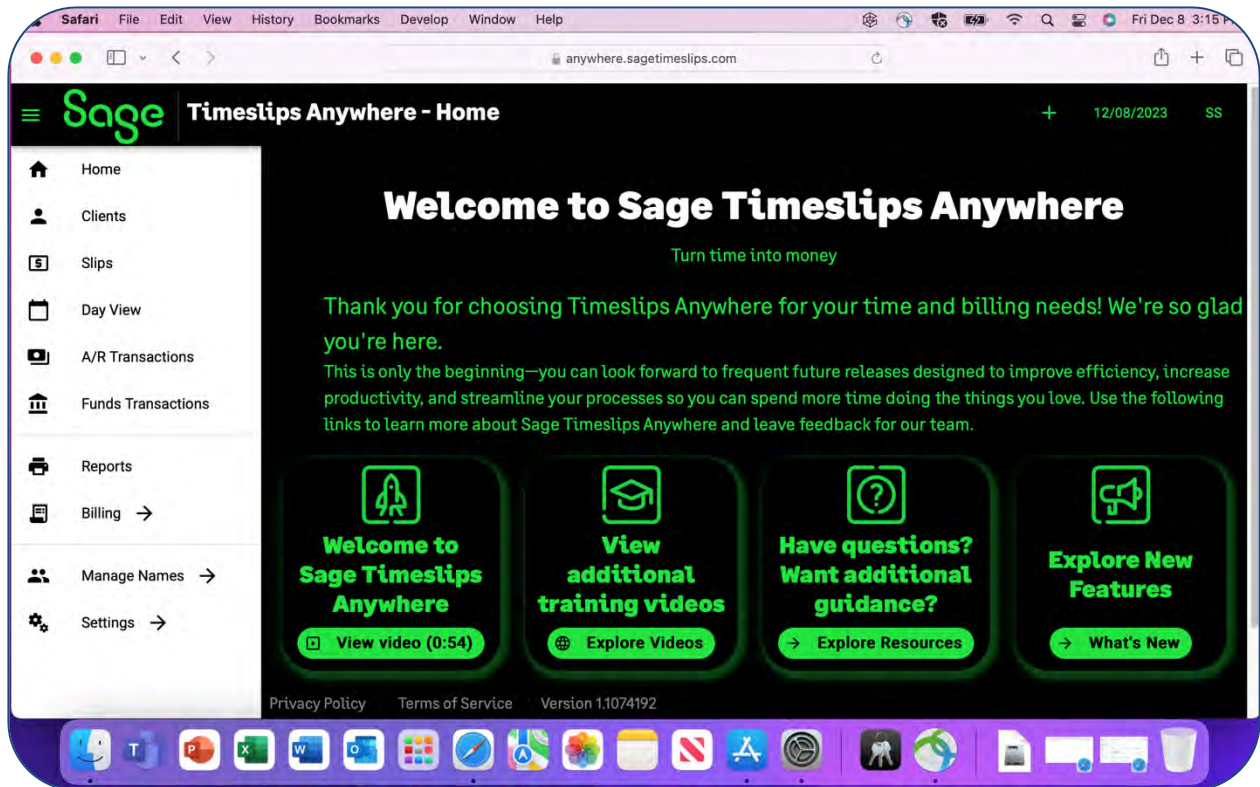 Safari File Edit View History Bookmarks Develop Window Help Fri Dec 8 3:15
anywhere.sagetimeslips.com
Sage Timeslips Anywhere - Home + 12/08/2023 SS
Home
Clients
Slips
Day View
A/R Transactions
Funds Transactions
Reports
Billing →
Manage Names →
Settings →
Welcome to Sage Timeslips Anywhere
Turn time into money
Thank you for choosing Timeslips Anywhere for your time and billing needs! We're so glad
you're here.
This is only the beginning—you can look forward to frequent future releases designed to improve efficiency, increase
productivity, and streamline your processes so you can spend more time doing the things you love. Use the following
links to learn more about Sage Timeslips Anywhere and leave feedback for our team.
Welcome to
Sage Timeslips
Anywhere
View video (0:54)
View
additional
training videos
Explore Videos
Have questions?
Want additional
guidance?
→ Explore Resources
Explore New
Features
→ What's New
Privacy Policy Terms of Service Version 1.1074192